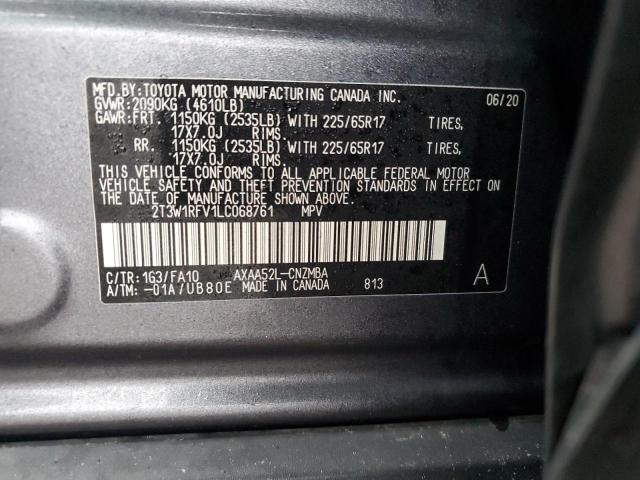 MFD.BY:TOYOTA MOTOR MANUFACTURING CANADA INC. 06/20
GVWR:2090KG (4610LB)
GAWR:FRT. 1150KG (2535LB) WITH 225/65R17 TIRES,
17X7.0J RIMS.
RR. 1150KG (2535LB) WITH 225/65R17 TIRES,
17X7.0J RIMS.
THIS VEHICLE CONFORMS TO ALL APPLICABLE FEDERAL MOTOR
VEHICLE SAFETY AND THEFT PREVENTION STANDARDS IN EFFECT ON
THE DATE OF MANUFACTURE SHOWN ABOVE.
2T3W1RFV1LC068761 MPV
C/TR: 1G3/FA10 AXAA52L-CNZMBA A
A/TM: -01A/UB80E MADE IN CANADA 813